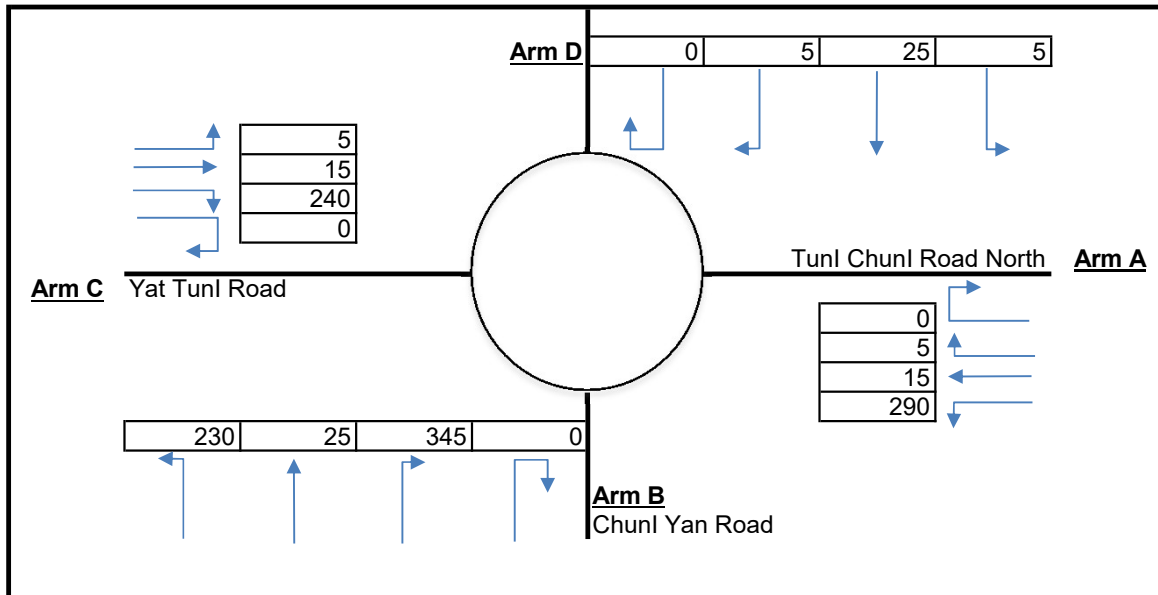 Arm D
0 5 25 5
5
15
240
0
Tunl Chunl Road North
Arm A
Arm C
Yat Tunl Road
0
5
15
290
230 25 345 0
Arm B
Chunl Yan Road